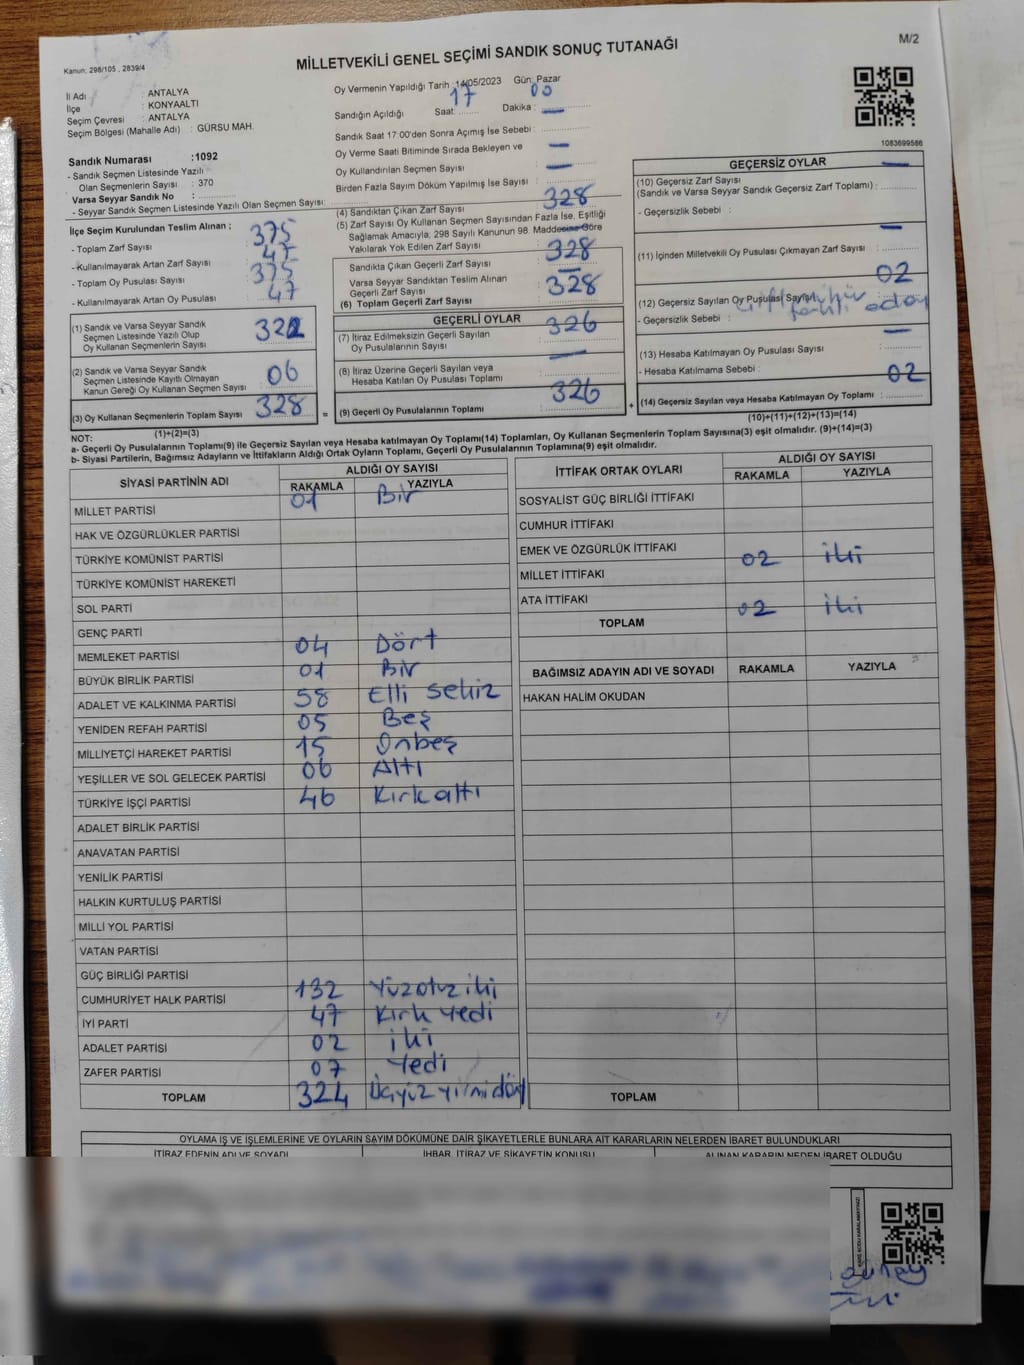 M/2
MİLLETVEKİLİ GENEL SEÇİMİ SANDIK SONUÇ TUTANAĞI
Kanun: 298/105 , 2839/4
İl Adı : ANTALYA
İlçe : KONYAALTI
Seçim Çevresi : ANTALYA
Seçim Bölgesi (Mahalle Adı) : GÜRSU MAH.
Sandık Numarası :1092
- Sandık Seçmen Listesinde Yazılı
Olan Seçmenlerin Sayısı : 370
Varsa Seyyar Sandık No :
- Seyyar Sandık Seçmen Listesinde Yazılı Olan Seçmen Sayısı:
İlçe Seçim Kurulundan Teslim Alınan ;
- Toplam Zarf Sayısı : 375
- Kullanılmayarak Artan Zarf Sayısı : 47
- Toplam Oy Pusulası Sayısı : 375
- Kullanılmayarak Artan Oy Pusulası : 47
(1) Sandık ve Varsa Seyyar Sandık
Seçmen Listesinde Yazılı Olup
Oy Kullanan Seçmenlerin Sayısı 322
(2) Sandık ve Varsa Seyyar Sandık
Seçmen Listesinde Kayıtlı Olmayan
Kanun Gereği Oy Kullanan Seçmen Sayısı 06
(3) Oy Kullanan Seçmenlerin Toplam Sayısı 328 =
(1)+(2)=(3)
Oy Vermenin Yapıldığı Tarih :14/05/2023 Gün: Pazar
Sandığın Açıldığı Saat: 17 Dakika : 00
Sandık Saat 17:00'den Sonra Açımış İse Sebebi :
Oy Verme Saati Bitiminde Sırada Bekleyen ve —
Oy Kullandırılan Seçmen Sayısı : —
Birden Fazla Sayım Döküm Yapılmış İse Sayısı :
(4) Sandıktan Çıkan Zarf Sayısı : 328
(5) Zarf Sayısı Oy Kullanan Seçmen Sayısından Fazla İse, Eşitliği
Sağlamak Amacıyla, 298 Sayılı Kanunun 98. Maddesine Göre
Yakılarak Yok Edilen Zarf Sayısı :
Sandıkta Çıkan Geçerli Zarf Sayısı 328
Varsa Seyyar Sandıktan Teslim Alınan
Geçerli Zarf Sayısı —
(6) Toplam Geçerli Zarf Sayısı 328
GEÇERLİ OYLAR
(7) İtiraz Edilmeksizin Geçerli Sayılan
Oy Pusulalarının Sayısı 326
(8) İtiraz Üzerine Geçerli Sayılan veya
Hesaba Katılan Oy Pusulası Toplamı —
(9) Geçerli Oy Pusulalarının Toplamı 326 +
1083699586
GEÇERSİZ OYLAR
(10) Geçersiz Zarf Sayısı —
(Sandık ve Varsa Seyyar Sandık Geçersiz Zarf Toplamı) :
- Geçersizlik Sebebi :
(11) İçinden Milletvekili Oy Pusulası Çıkmayan Zarf Sayısı : —
(12) Geçersiz Sayılan Oy Pusulası Sayısı 02
- Geçersizlik Sebebi :
(13) Hesaba Katılmayan Oy Pusulası Sayısı : —
- Hesaba Katılmama Sebebi :
(14) Geçersiz Sayılan veya Hesaba Katılmayan Oy Toplamı : 02
(10)+(11)+(12)+(13)=(14)
NOT:
a- Geçerli Oy Pusulalarının Toplamı(9) ile Geçersiz Sayılan veya Hesaba katılmayan Oy Toplamı(14) Toplamları, Oy Kullanan Seçmenlerin Toplam Sayısına(3) eşit olmalıdır. (9)+(14)=(3)
b- Siyasi Partilerin, Bağımsız Adayların ve İttifakların Aldığı Ortak Oyların Toplamı, Geçerli Oy Pusulalarının Toplamına(9) eşit olmalıdır.
SİYASİ PARTİNİN ADI ALDIĞI OY SAYISI
RAKAMLA YAZIYLA
MİLLET PARTİSİ 01 Bir
HAK VE ÖZGÜRLÜKLER PARTİSİ
TÜRKİYE KOMÜNİST PARTİSİ
TÜRKİYE KOMÜNİST HAREKETİ
SOL PARTİ
GENÇ PARTİ
MEMLEKET PARTİSİ 04 Dört
BÜYÜK BİRLİK PARTİSİ 01 Bir
ADALET VE KALKINMA PARTİSİ 58 Elli sekiz
YENİDEN REFAH PARTİSİ 05 Beş
MİLLİYETÇİ HAREKET PARTİSİ 15 Onbeş
YEŞİLLER VE SOL GELECEK PARTİSİ 06 Altı
TÜRKİYE İŞÇİ PARTİSİ 46 Kırk altı
ADALET BİRLİK PARTİSİ
ANAVATAN PARTİSİ
YENİLİK PARTİSİ
HALKIN KURTULUŞ PARTİSİ
MİLLİ YOL PARTİSİ
VATAN PARTİSİ
GÜÇ BİRLİĞİ PARTİSİ
CUMHURİYET HALK PARTİSİ 132 Yüzotuz iki
İYİ PARTİ 47 Kırk yedi
ADALET PARTİSİ 02 iki
ZAFER PARTİSİ 07 Yedi
TOPLAM 324 Üçyüz yirmidört
İTTİFAK ORTAK OYLARI ALDIĞI OY SAYISI
RAKAMLA YAZIYLA
SOSYALİST GÜÇ BİRLİĞİ İTTİFAKI
CUMHUR İTTİFAKI
EMEK VE ÖZGÜRLÜK İTTİFAKI
MİLLET İTTİFAKI 02 iki
ATA İTTİFAKI
TOPLAM 02 iki
BAĞIMSIZ ADAYIN ADI VE SOYADI RAKAMLA YAZIYLA
HAKAN HALİM OKUDAN
TOPLAM
OYLAMA İŞ VE İŞLEMLERİNE VE OYLARIN SAYIM DÖKÜMÜNE DAİR ŞİKAYETLERLE BUNLARA AİT KARARLARIN NELERDEN İBARET BULUNDUKLARI
İTİRAZ EDENİN ADI VE SOYADI İHBAR, İTİRAZ VE ŞİKAYETİN KONUSU ALINAN KARARIN NEDEN İBARET OLDUĞU